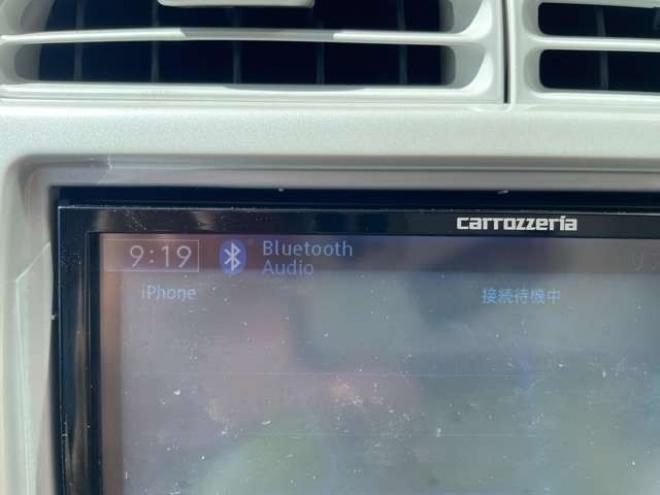 carrozzeria
9:19
Bluetooth
Audio
iPhone
接続待機中